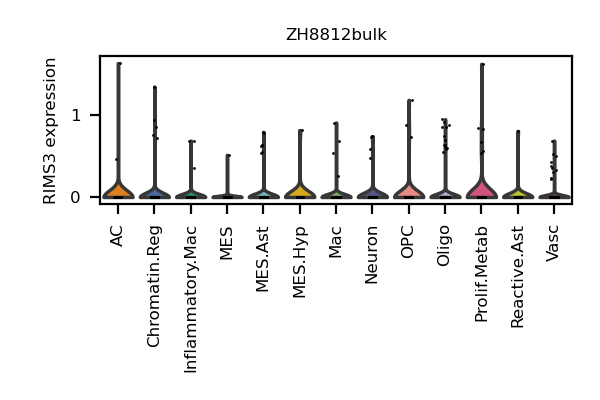 ZH8812bulk
RIMS3 expression
1
0
AC
Chromatin.Reg
Inflammatory.Mac
MES
MES.Ast
MES.Hyp
Mac
Neuron
OPC
Oligo
Prolif.Metab
Reactive.Ast
Vasc